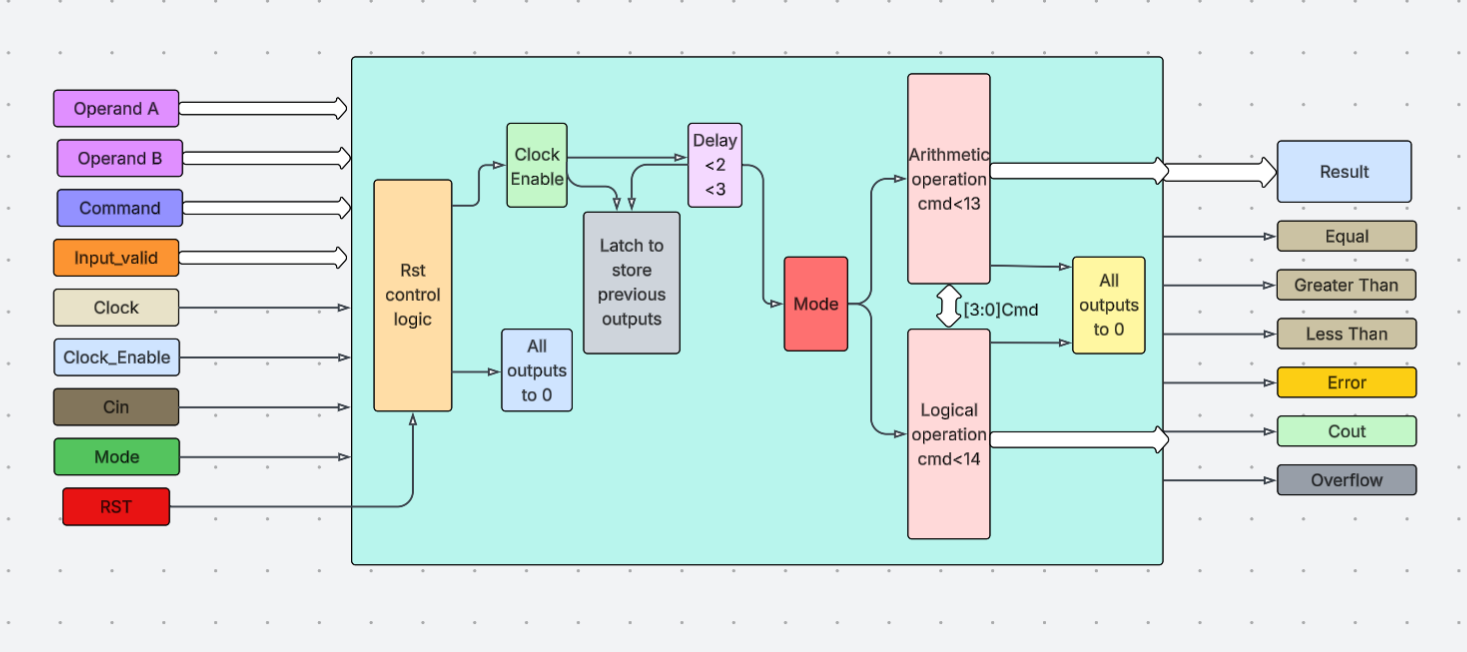 Operand A
Operand B
Command
Input_valid
Clock
Clock_Enable
Cin
Mode
RST
Rst
control
logic
Clock
Enable
All
outputs
to 0
Latch to
store
previous
outputs
Delay
<2
<3
Mode
Arithmetic
operation
cmd<13
[3:0]Cmd
Logical
operation
cmd<14
All
outputs
to 0
Result
Equal
Greater Than
Less Than
Error
Cout
Overflow